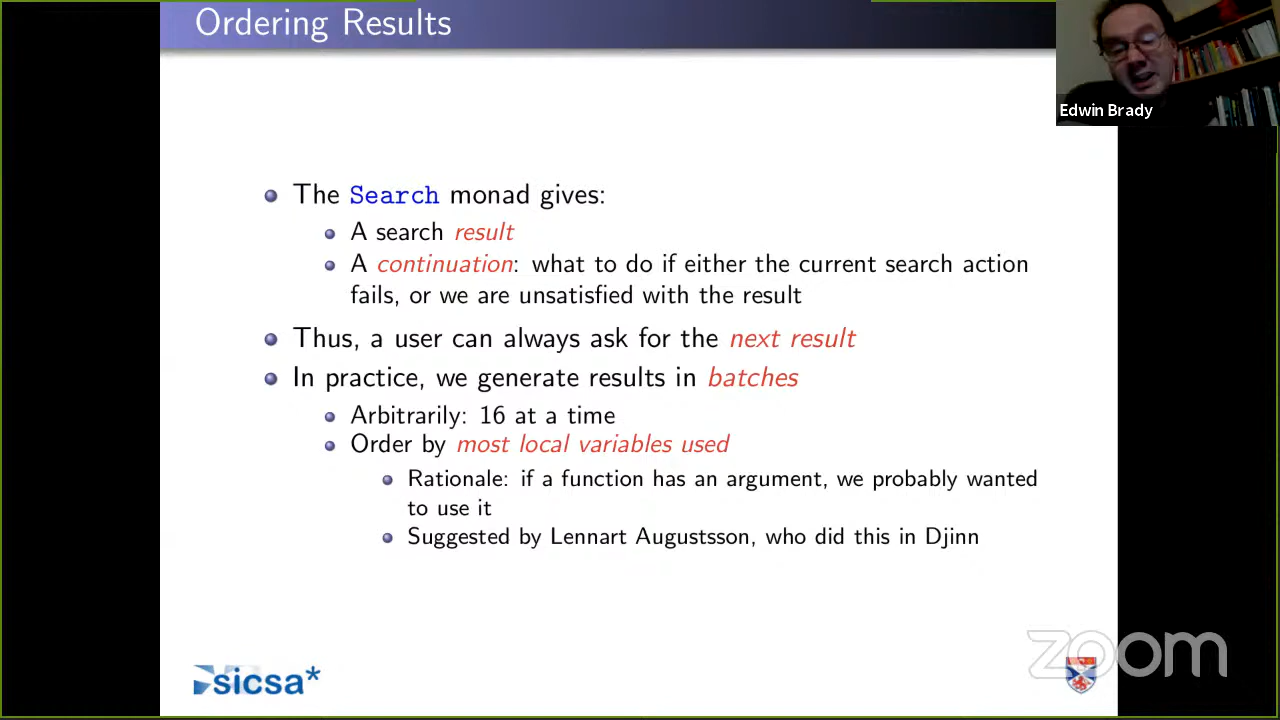 Ordering Results
Edwin Brady
The Search monad gives:
A search result
A continuation: what to do if either the current search action
fails, or we are unsatisfied with the result
Thus, a user can always ask for the next result
In practice, we generate results in batches
Arbitrarily: 16 at a time
Order by most local variables used
Rationale: if a function has an argument, we probably wanted
to use it
Suggested by Lennart Augustsson, who did this in Djinn
zoom
sicsa*